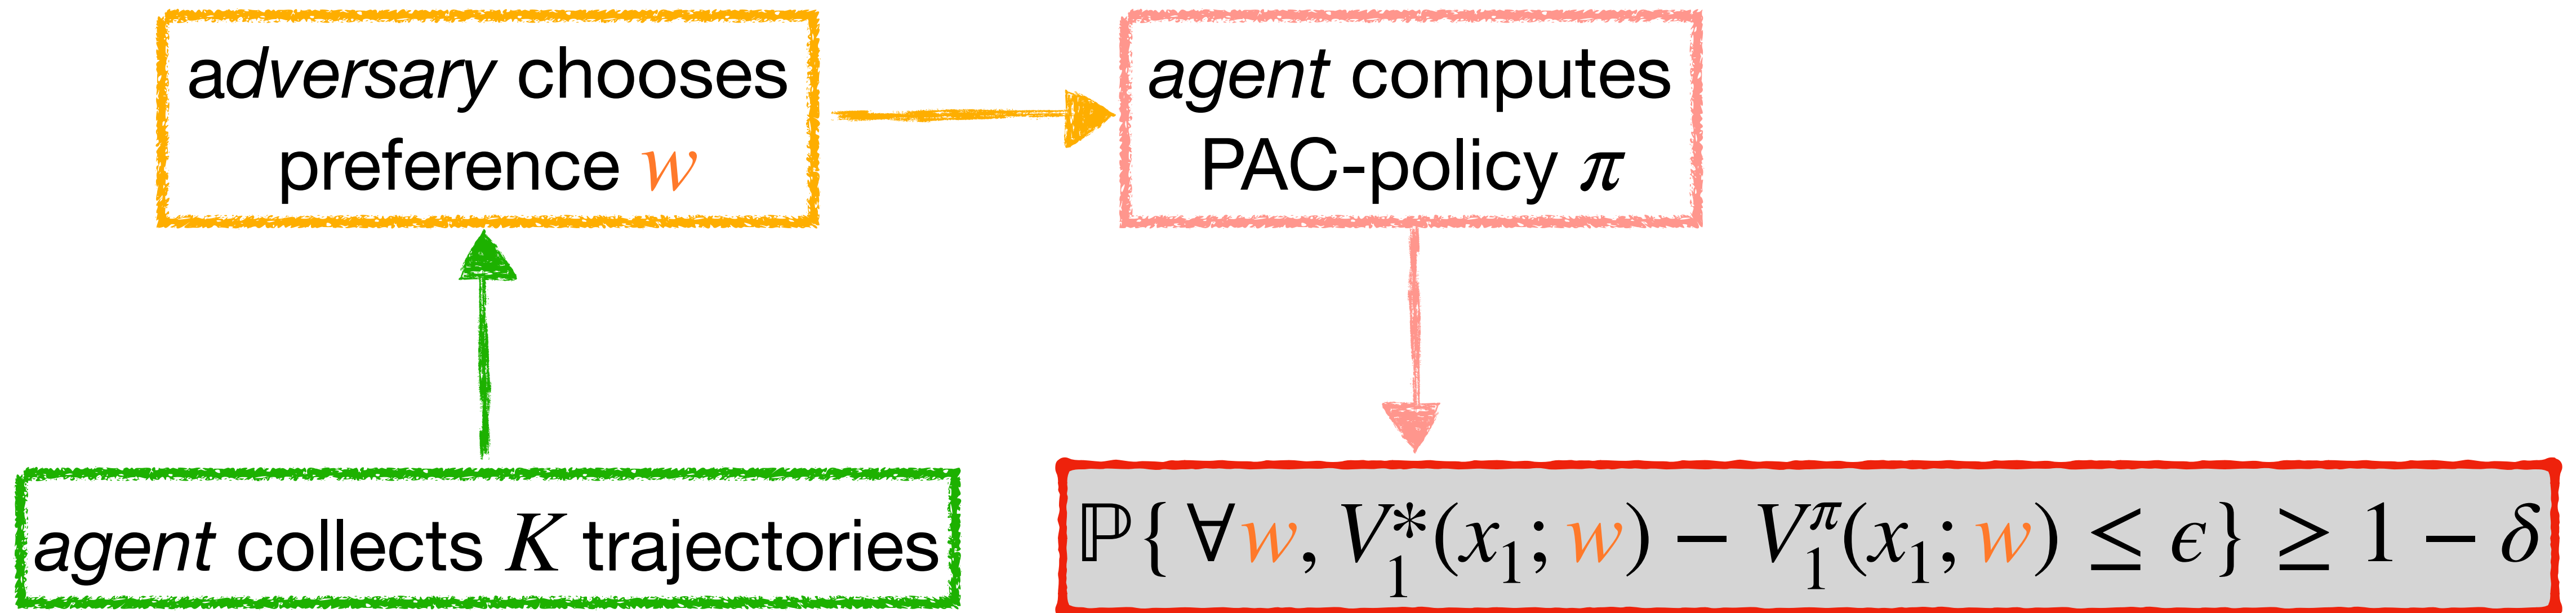 adversary chooses
preference w
agent computes
PAC-policy π
agent collects K trajectories
ℙ{ ∀w, V₁*(x₁; w) − V₁^π(x₁; w) ≤ ϵ} ≥ 1 − δ